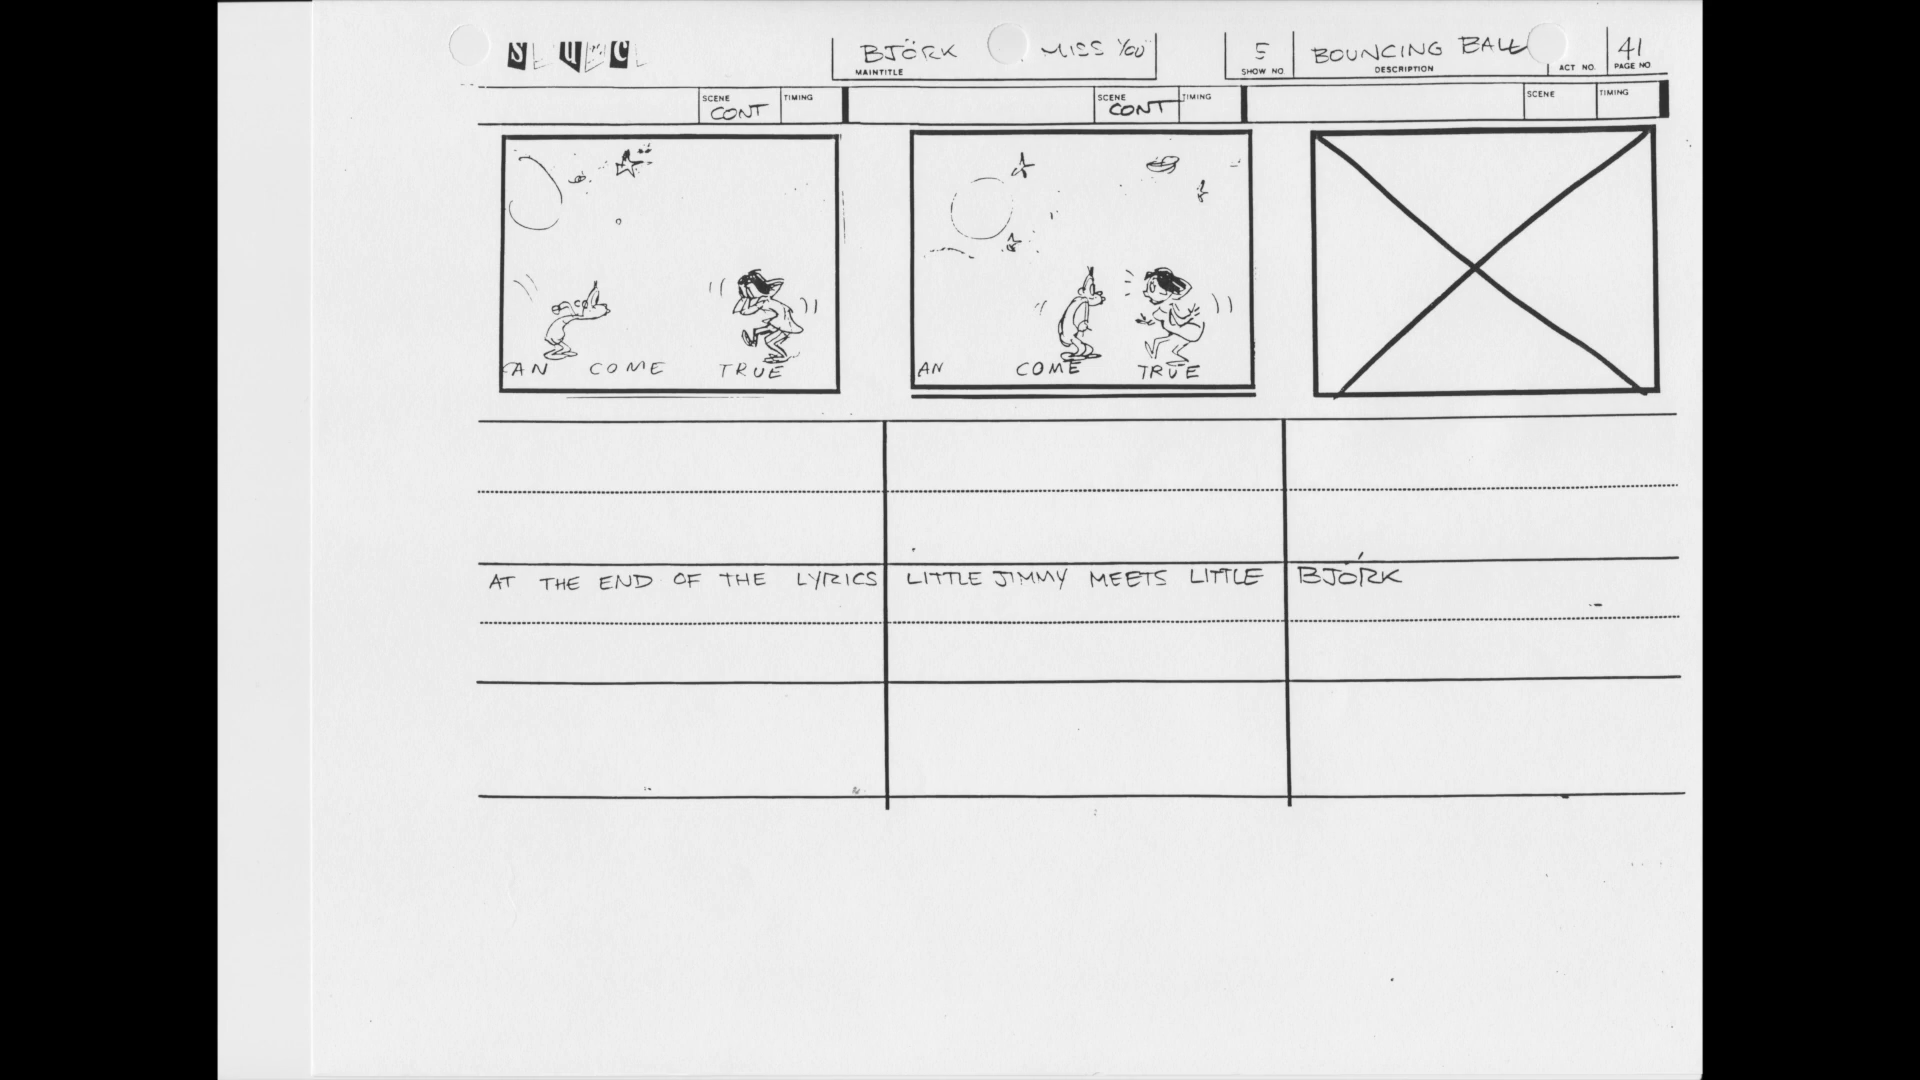 BJÖRK MISS YOU
MAINTITLE
5
SHOW NO.
BOUNCING BALL
DESCRIPTION
ACT NO.
41
PAGE NO
SCENE
CONT
TIMING
SCENE
CONT
TIMING
SCENE
TIMING
CAN COME TRUE
AN COME TRUE
AT THE END OF THE LYRICS LITTLE JIMMY MEETS LITTLE BJÖRK